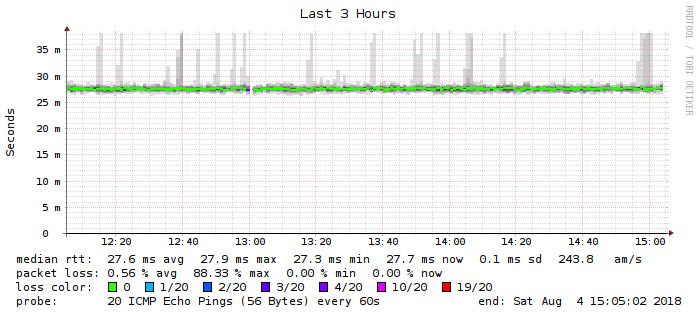 Last 3 Hours
RRDTOOL / TOBI OETIKER
Seconds
35 m
30 m
25 m
20 m
15 m
10 m
5 m
0
12:20 12:40 13:00 13:20 13:40 14:00 14:20 14:40 15:00
median rtt: 27.6 ms avg 27.9 ms max 27.3 ms min 27.7 ms now 0.1 ms sd 243.8 am/s
packet loss: 0.56 % avg 88.33 % max 0.00 % min 0.00 % now
loss color: 0 1/20 2/20 3/20 4/20 10/20 19/20
probe: 20 ICMP Echo Pings (56 Bytes) every 60s end: Sat Aug 4 15:05:02 2018